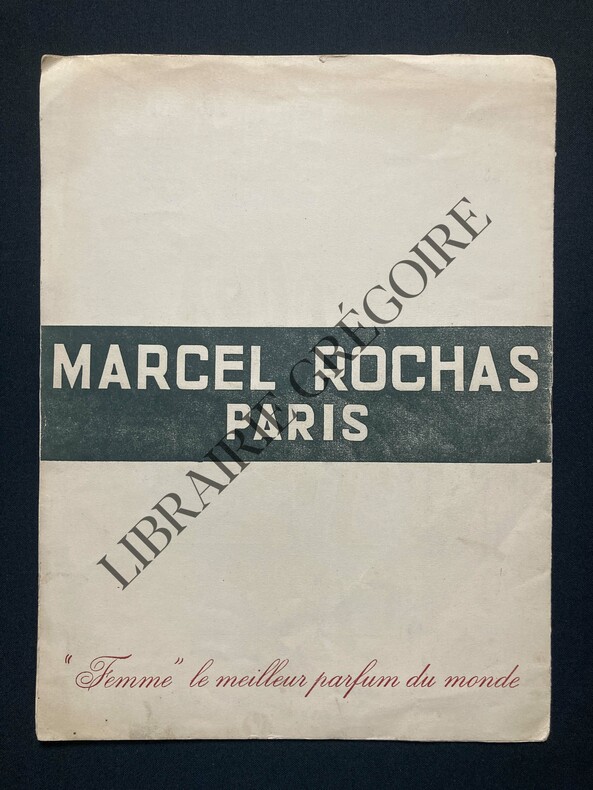 MARCEL ROCHAS
PARIS
LIBRAIRIE GRÉGOIRE
"Femme" le meilleur parfum du monde